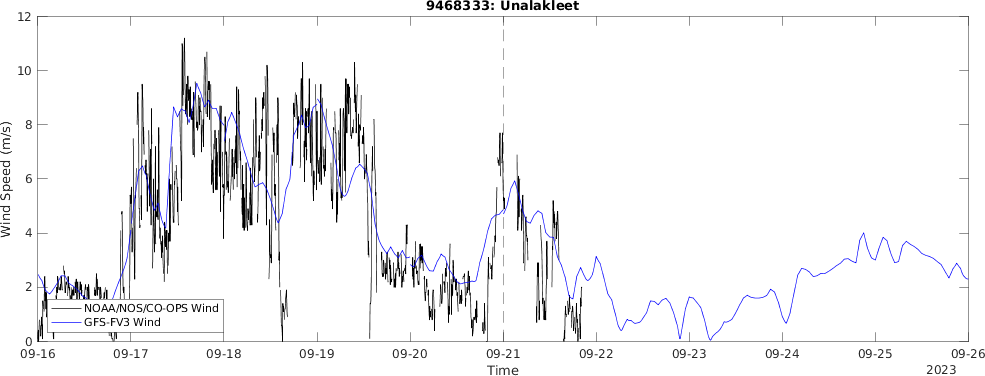 9468333: Unalakleet
12
10
8
6
4
2
0
Wind Speed (m/s)
NOAA/NOS/CO-OPS Wind
GFS-FV3 Wind
09-16 09-17 09-18 09-19 09-20 09-21 09-22 09-23 09-24 09-25 09-26
Time
2023